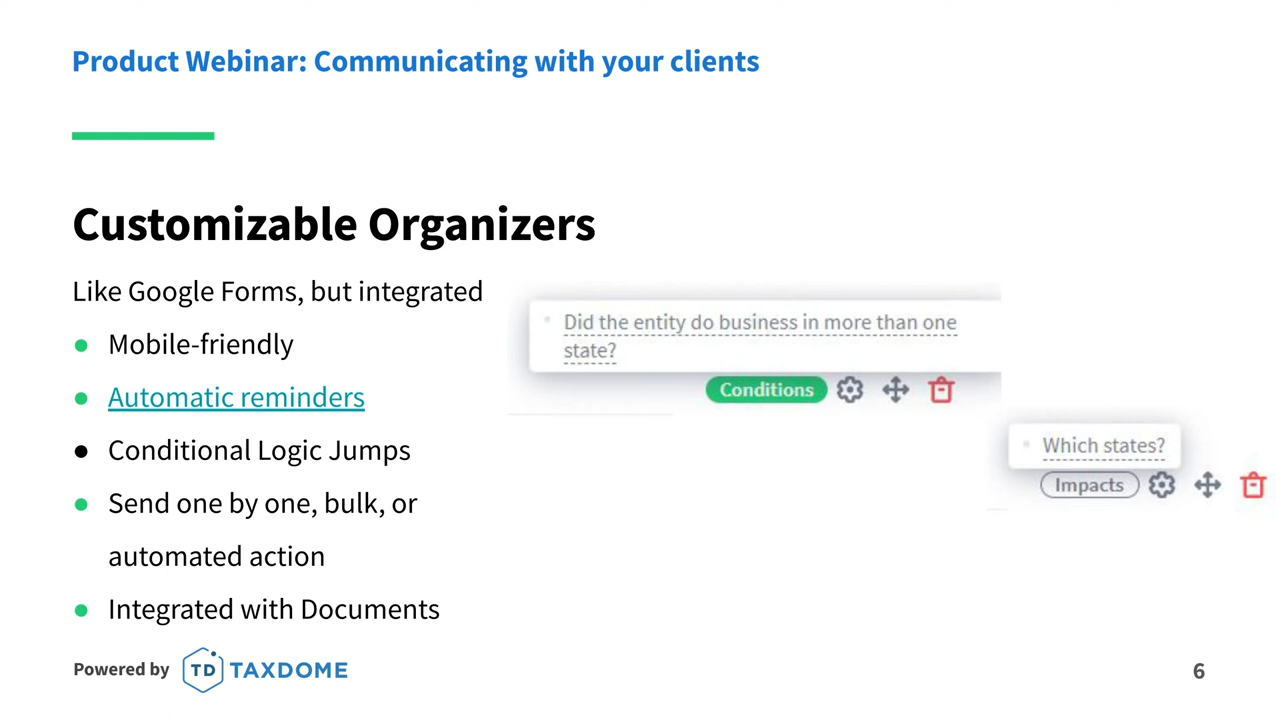 Product Webinar: Communicating with your clients
Customizable Organizers
Like Google Forms, but integrated
● Mobile-friendly
● Automatic reminders
● Conditional Logic Jumps
● Send one by one, bulk, or
automated action
● Integrated with Documents
Did the entity do business in more than one
state?
Conditions
Which states?
Impacts
Powered by TD TAXDOME
6